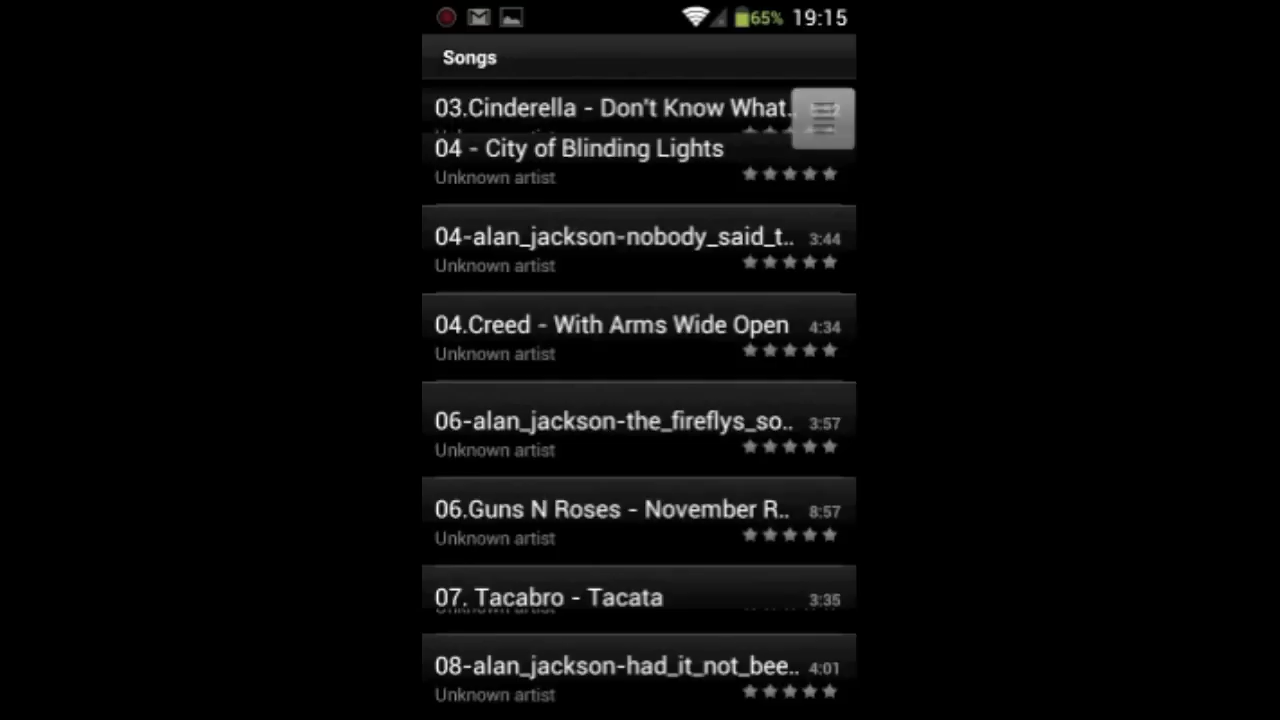 65% 19:15
Songs
03.Cinderella - Don't Know What..
04 - City of Blinding Lights
Unknown artist
04-alan_jackson-nobody_said_t.. 3:44
Unknown artist
04.Creed - With Arms Wide Open 4:34
Unknown artist
06-alan_jackson-the_fireflys_so.. 3:57
Unknown artist
06.Guns N Roses - November R.. 8:57
Unknown artist
07. Tacabro - Tacata 3:35
08-alan_jackson-had_it_not_bee.. 4:01
Unknown artist